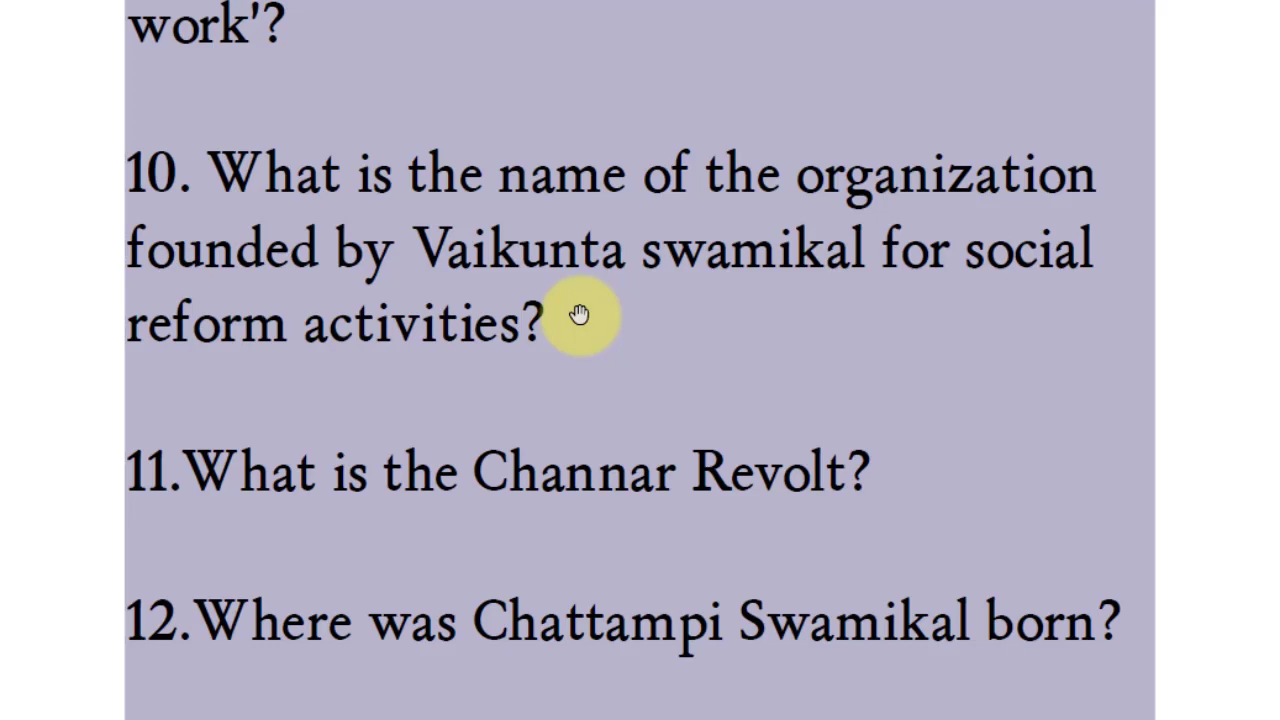 work'?
10. What is the name of the organization
founded by Vaikunta swamikal for social
reform activities?
11.What is the Channar Revolt?
12.Where was Chattampi Swamikal born?